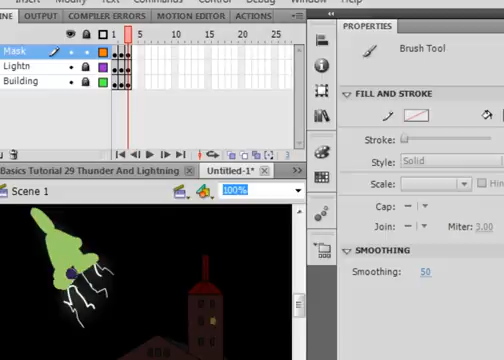 Modify
Text
Commands
Control
Debug
Window
Help
INE OUTPUT COMPILER ERRORS MOTION EDITOR ACTIONS
1 5 10 15 20 25
Mask
Lightn
Building
3
Basics Tutorial 29 Thunder And Lightning Untitled-1*
Scene 1 100%
PROPERTIES
Brush Tool
FILL AND STROKE
Stroke:
Style: Solid
Scale: Hin
Cap:
Join: Miter: 3.00
SMOOTHING
Smoothing: 50